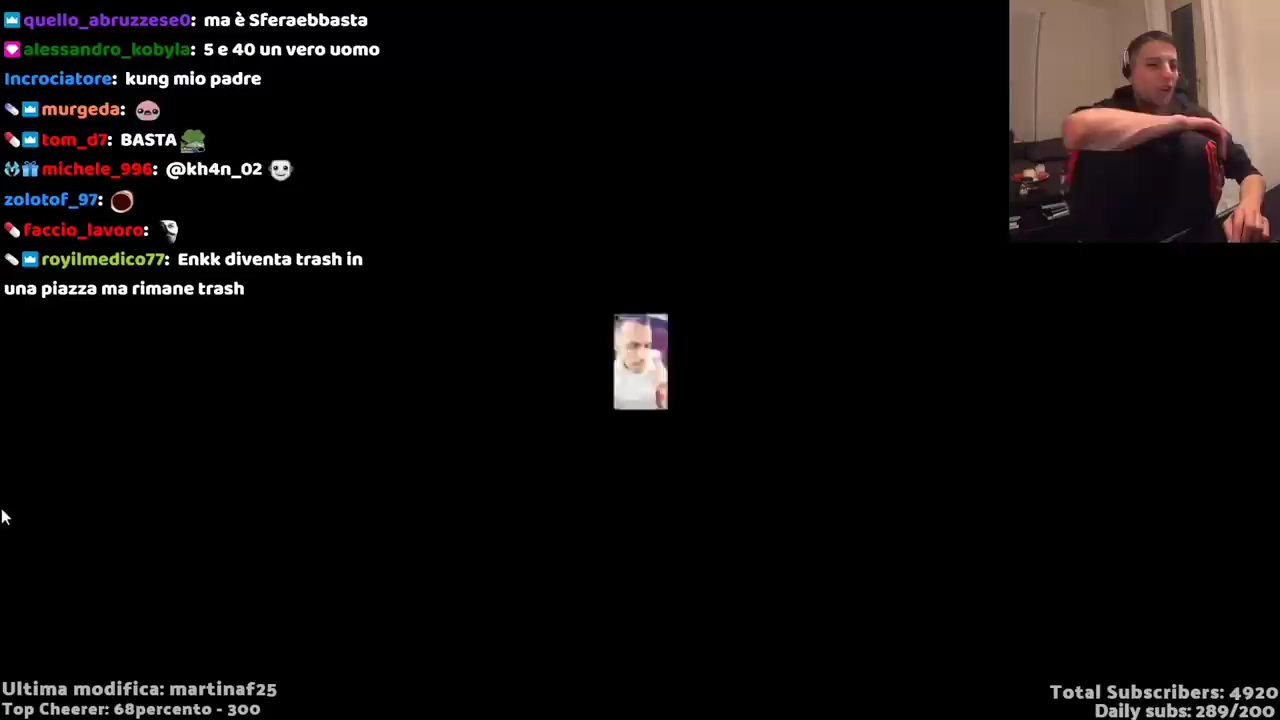 quello_abruzzese0: ma è Sferaebbasta
alessandro_kobyla: 5 e 40 un vero uomo
Incrociatore: kung mio padre
murgeda:
tom_d7: BASTA
michele_996: @kh4n_02
zolotof_97:
faccio_lavoro:
royilmedico77: Enkk diventa trash in
una piazza ma rimane trash
Ultima modifica: martinaf25
Top Cheerer: 68percento - 300
Total Subscribers: 4920
Daily subs: 289/200